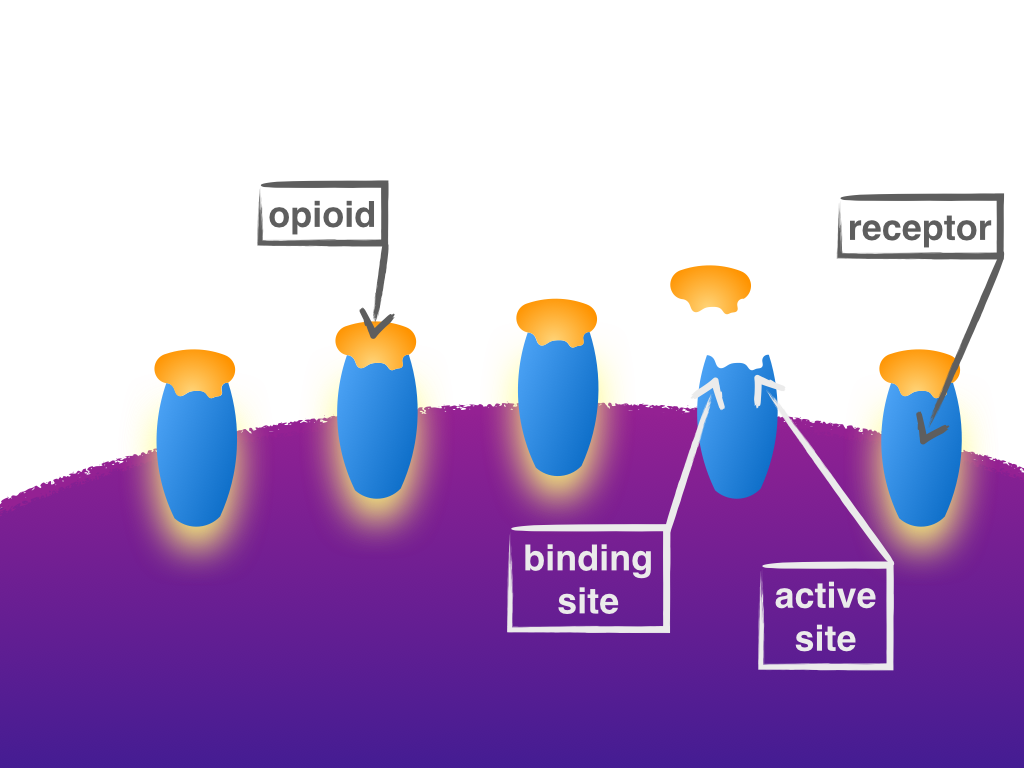 opioid
receptor
binding
site
active
site